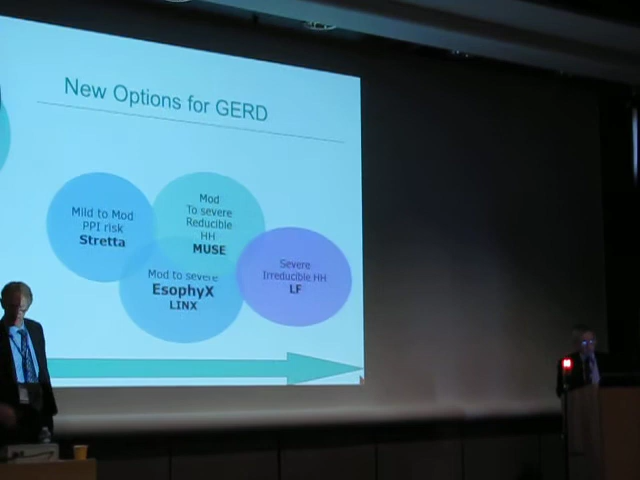 New Options for GERD
Mild to Mod
PPI risk
Stretta
Mod
To severe
Reducible
HH
MUSE
Mod to severe
EsophyX
LINX
Severe
Irreducible HH
LF